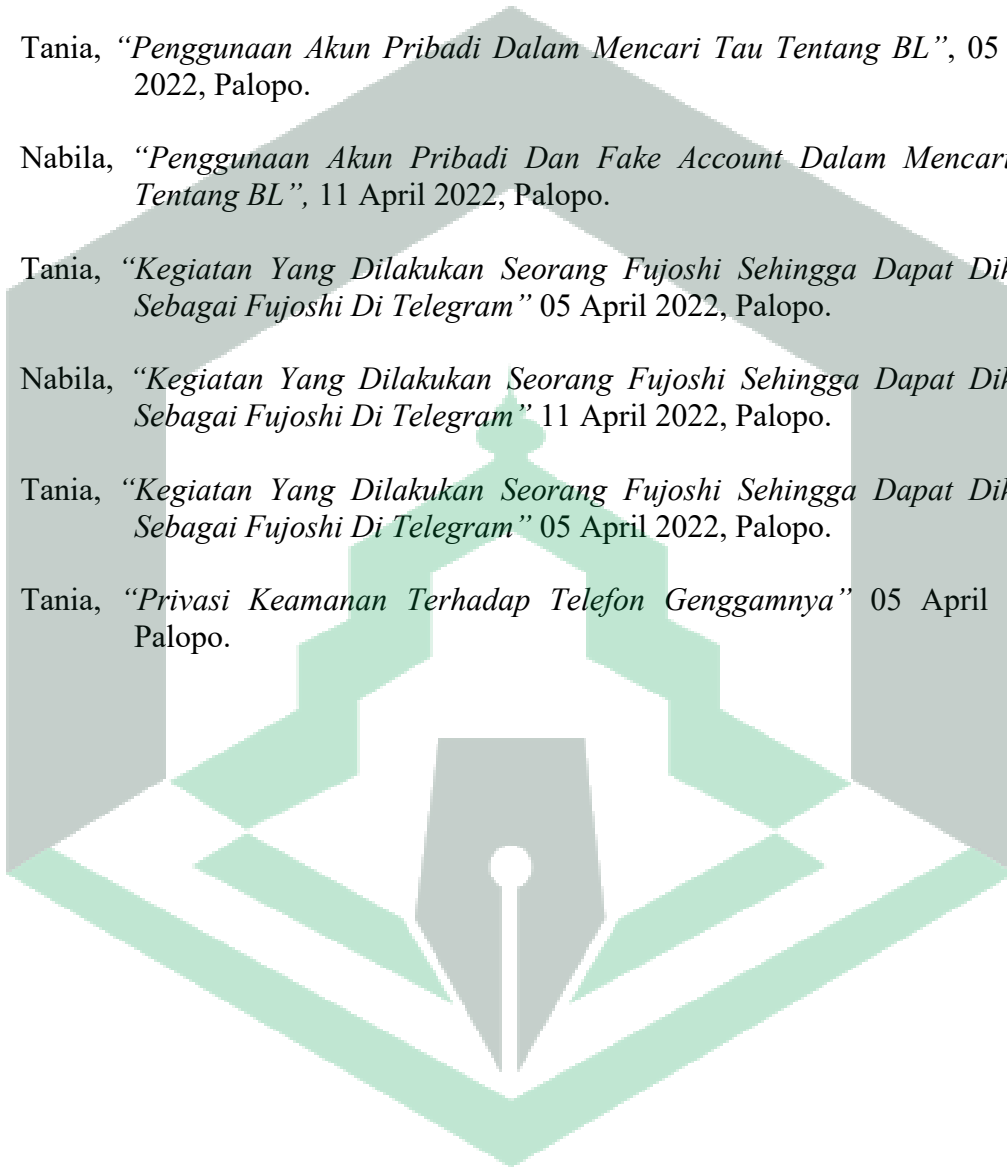 Tania, “Penggunaan Akun Pribadi Dalam Mencari Tau Tentang BL”, 05
2022, Palopo.
Nabila, “Penggunaan Akun Pribadi Dan Fake Account Dalam Mencari
Tentang BL”, 11 April 2022, Palopo.
Tania, “Kegiatan Yang Dilakukan Seorang Fujoshi Sehingga Dapat
Sebagai Fujoshi Di Telegram” 05 April 2022, Palopo.
Nabila, “Kegiatan Yang Dilakukan Seorang Fujoshi Sehingga Dapat
Sebagai Fujoshi Di Telegram” 11 April 2022, Palopo.
Tania, “Kegiatan Yang Dilakukan Seorang Fujoshi Sehingga Dapat
Sebagai Fujoshi Di Telegram” 05 April 2022, Palopo.
Tania, “Privasi Keamanan Terhadap Telefon Genggamnya” 05 April
Palopo.